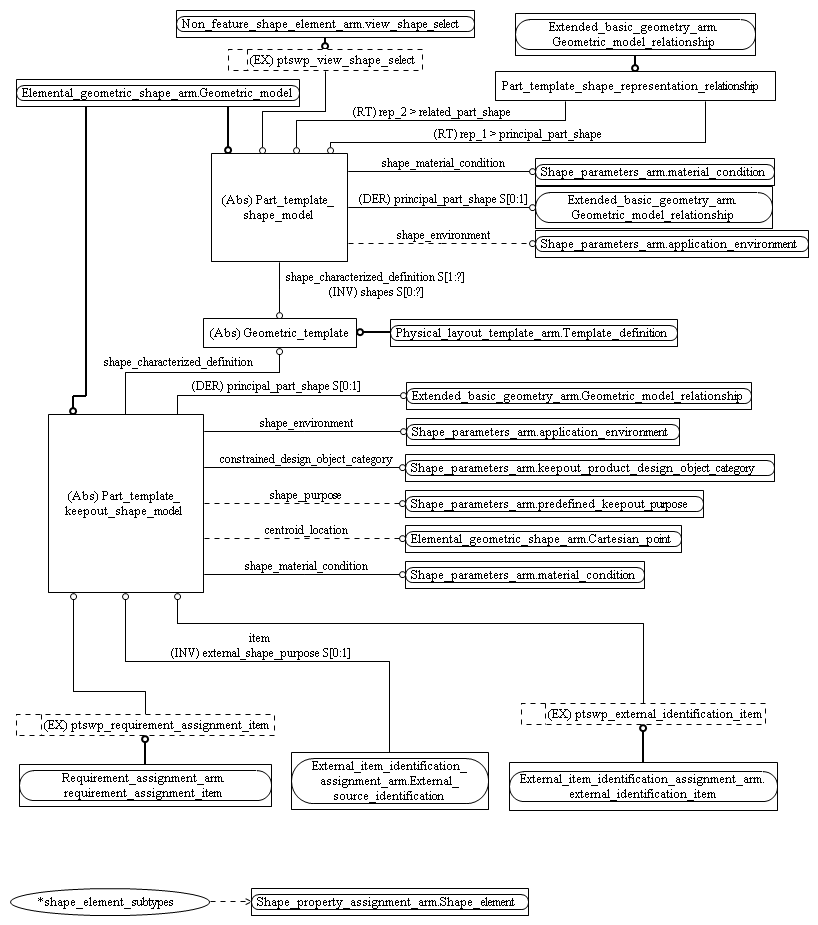 Non_feature_shape_element_arm.view_shape_select
Extended_basic_geometry_arm.
Geometric_model_relationship
(EX) ptswp_view_shape_select
Elemental_geometric_shape_arm.Geometric_model
Part_template_shape_representation_relationship
(RT) rep_2 > related_part_shape
(RT) rep_1 > principal_part_shape
(Abs) Part_template_
shape_model
shape_material_condition
Shape_parameters_arm.material_condition
(DER) principal_part_shape S[0:1]
Extended_basic_geometry_arm.
Geometric_model_relationship
shape_environment
Shape_parameters_arm.application_environment
shape_characterized_definition S[1:?]
(INV) shapes S[0:?]
(Abs) Geometric_template
Physical_layout_template_arm.Template_definition
shape_characterized_definition
(DER) principal_part_shape S[0:1]
Extended_basic_geometry_arm.Geometric_model_relationship
shape_environment
Shape_parameters_arm.application_environment
constrained_design_object_category
Shape_parameters_arm.keepout_product_design_object_category
(Abs) Part_template_
keepout_shape_model
shape_purpose
Shape_parameters_arm.predefined_keepout_purpose
centroid_location
Elemental_geometric_shape_arm.Cartesian_point
shape_material_condition
Shape_parameters_arm.material_condition
item
(INV) external_shape_purpose S[0:1]
(EX) ptswp_requirement_assignment_item
(EX) ptswp_external_identification_item
Requirement_assignment_arm.
requirement_assignment_item
External_item_identification_
assignment_arm.External_
source_identification
External_item_identification_assignment_arm.
external_identification_item
*shape_element_subtypes
Shape_property_assignment_arm.Shape_element